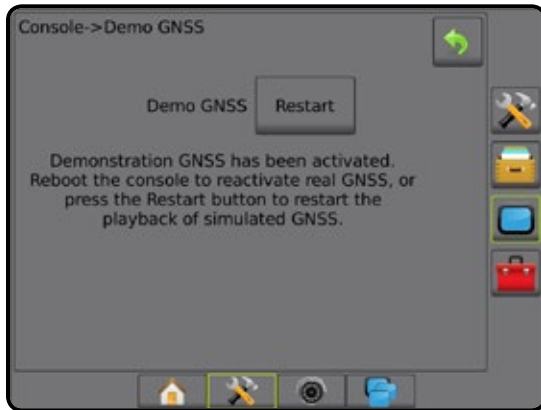 Console->Demo GNSS
Demo GNSS Restart
Demonstration GNSS has been activated.
Reboot the console to reactivate real GNSS, or
press the Restart button to restart the
playback of simulated GNSS.